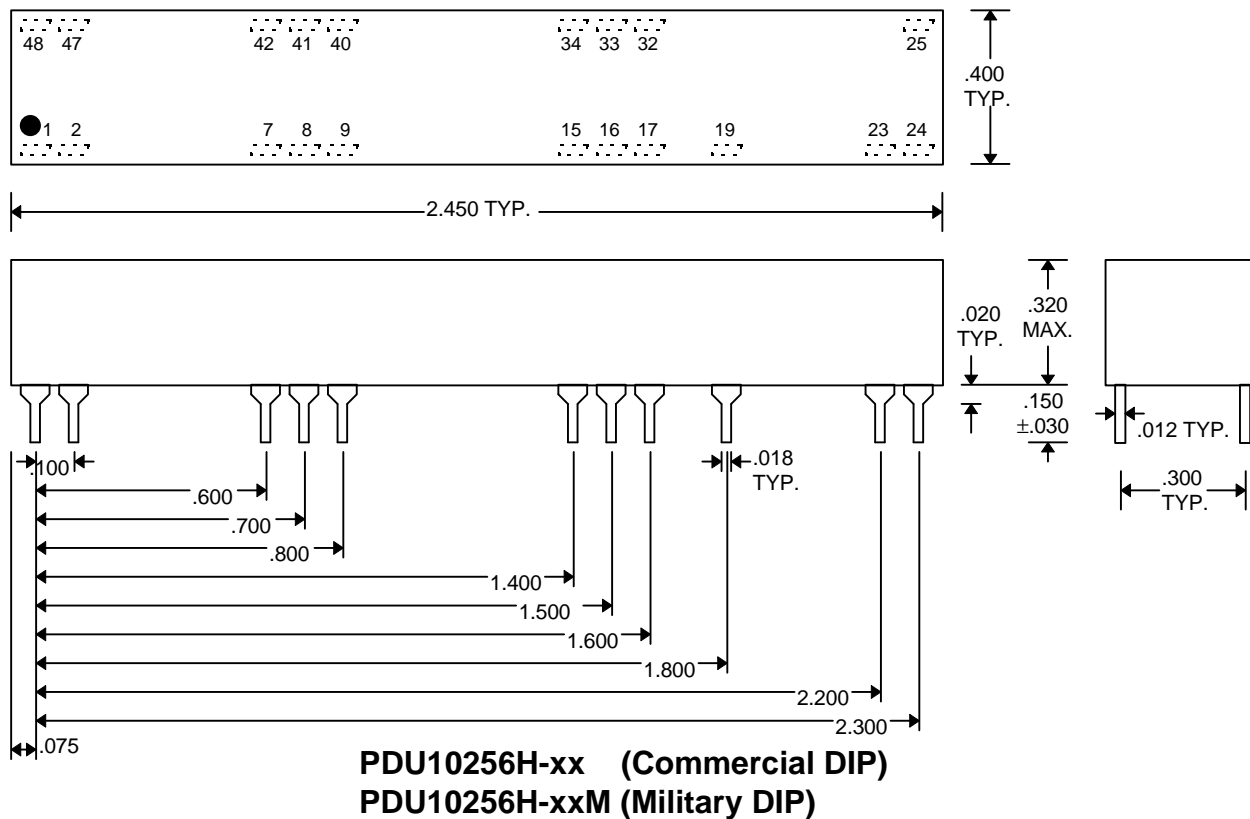 48 47 42 41 40 34 33 32 25
.400
TYP.
1 2 7 8 9 15 16 17 19 23 24
2.450 TYP.
.020
TYP.
.320
MAX.
.150
±.030
.012 TYP.
.300
TYP.
.100
.018
TYP.
.600
.700
.800
1.400
1.500
1.600
1.800
2.200
2.300
.075
PDU10256H-xx (Commercial DIP)
PDU10256H-xxM (Military DIP)